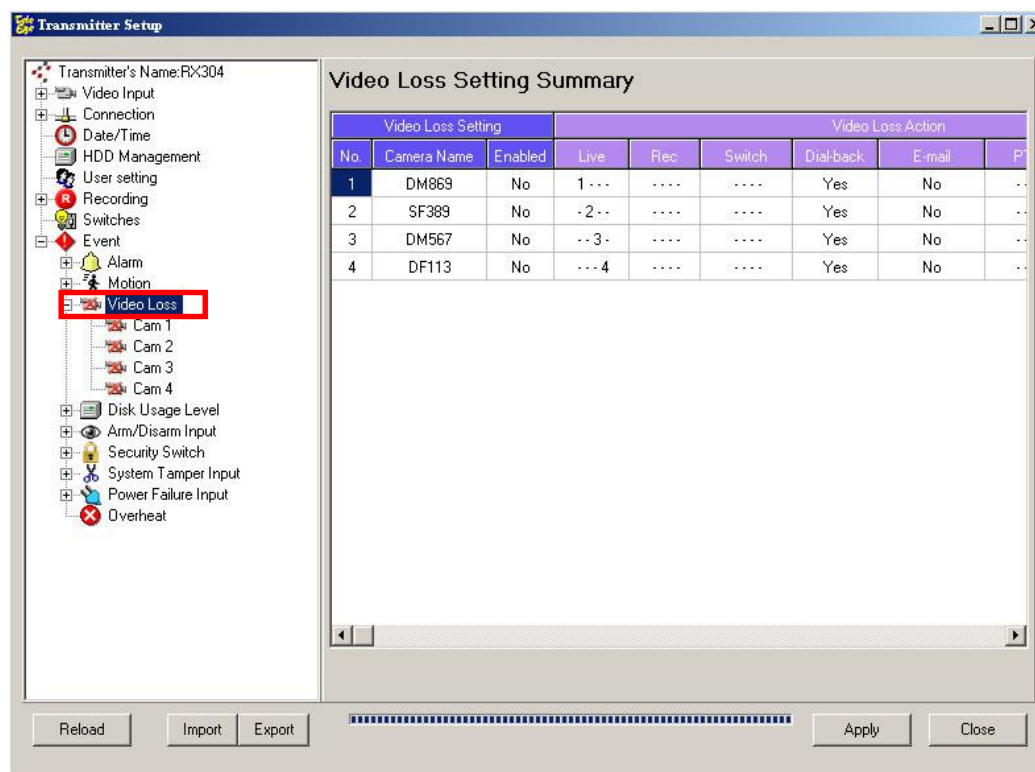 Transmitter Setup
Transmitter's Name:RX304
Video Input
Connection
Date/Time
HDD Management
User setting
Recording
Switches
Event
Alarm
Motion
Video Loss
Cam 1
Cam 2
Cam 3
Cam 4
Disk Usage Level
Arm/Disarm Input
Security Switch
System Tamper Input
Power Failure Input
Overheat
Video Loss Setting Summary
Video Loss Setting Video Loss Action
No. Camera Name Enabled Live Rec Switch Dial-back E-mail
1 DM869 No 1 - - - - - - - - - - - Yes No - -
2 SF389 No - 2 - - - - - - - - - - Yes No - -
3 DM567 No - - 3 - - - - - - - - - Yes No - -
4 DF113 No - - - 4 - - - - - - - - Yes No - -
Reload Import Export Apply Close